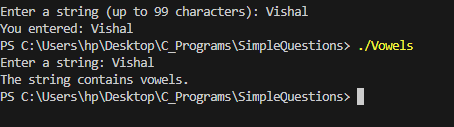 Enter a string (up to 99 characters): Vishal
You entered: Vishal
PS C:\Users\hp\Desktop\C_Programs\SimpleQuestions> ./Vowels
Enter a string: Vishal
The string contains vowels.
PS C:\Users\hp\Desktop\C_Programs\SimpleQuestions>